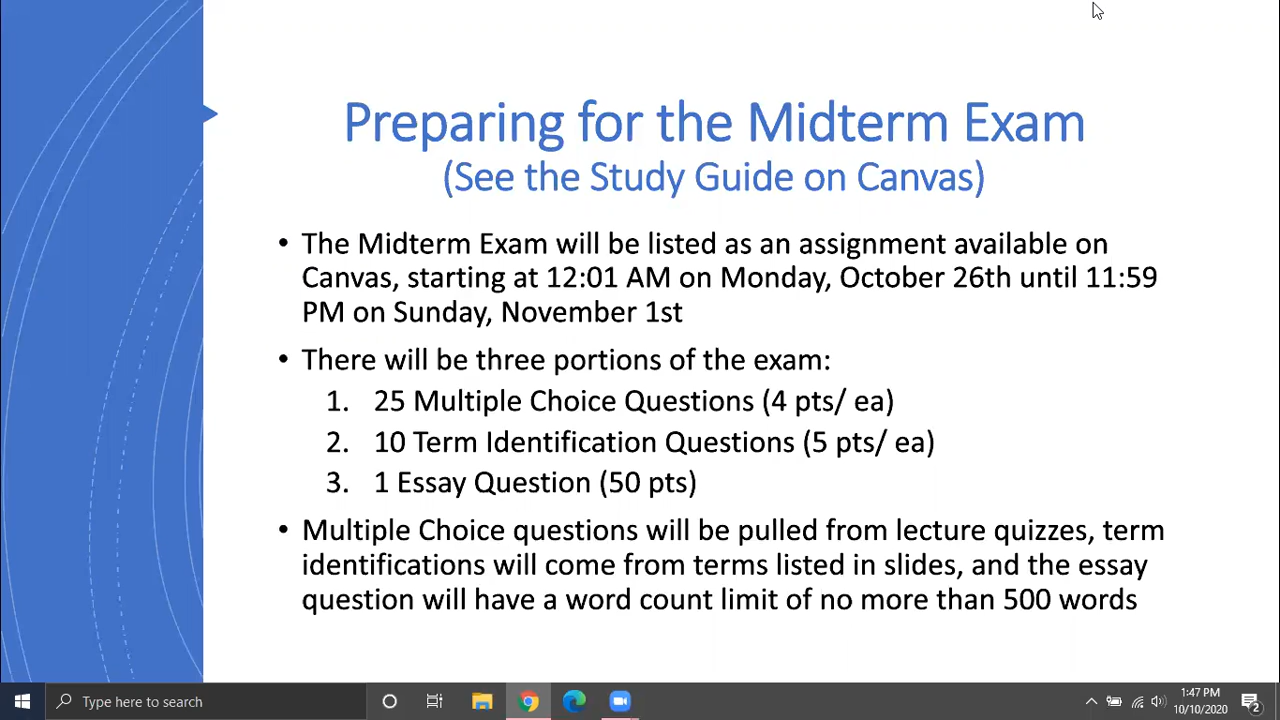 Preparing for the Midterm Exam
(See the Study Guide on Canvas)
• The Midterm Exam will be listed as an assignment available on
Canvas, starting at 12:01 AM on Monday, October 26th until 11:59
PM on Sunday, November 1st
• There will be three portions of the exam:
1. 25 Multiple Choice Questions (4 pts/ ea)
2. 10 Term Identification Questions (5 pts/ ea)
3. 1 Essay Question (50 pts)
• Multiple Choice questions will be pulled from lecture quizzes, term
identifications will come from terms listed in slides, and the essay
question will have a word count limit of no more than 500 words
Type here to search
1:47 PM
10/10/2020
2